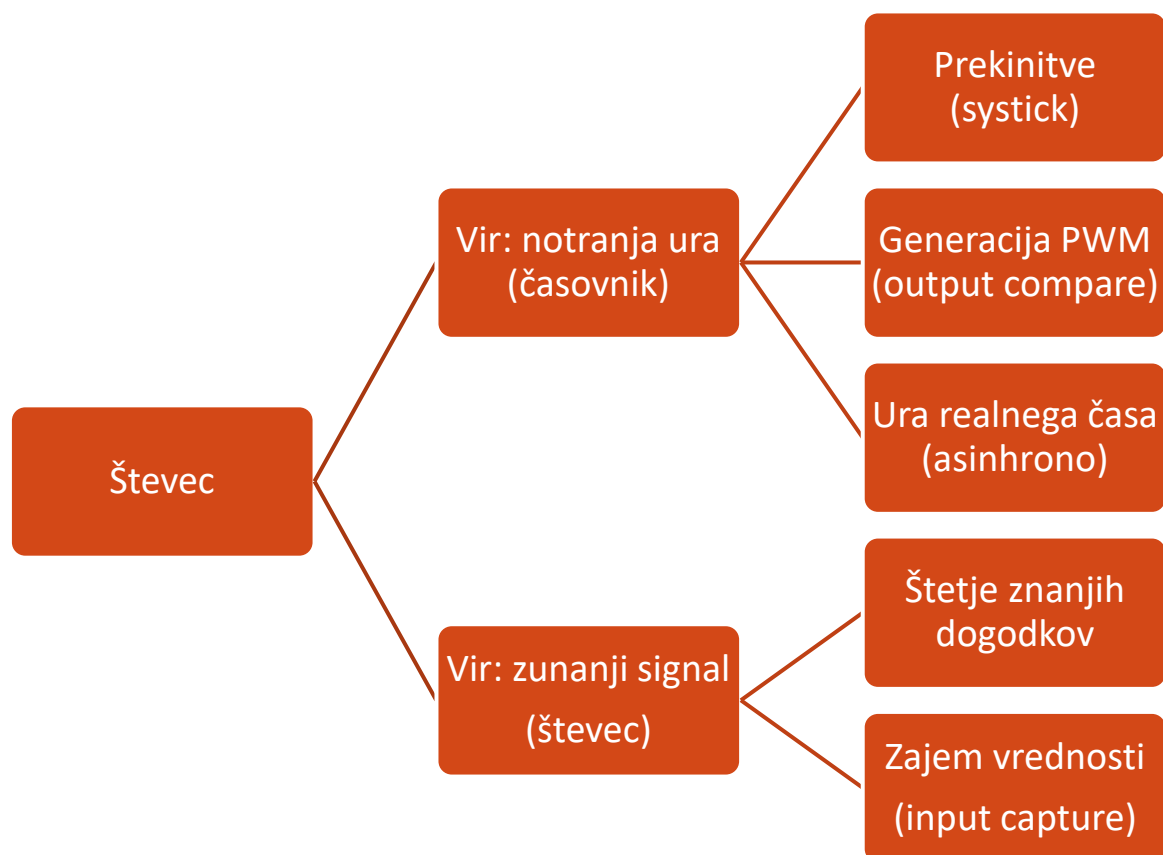 Prekinitve
(systick)
Vir: notranja ura
(časovnik)
Generacija PWM
(output compare)
Ura realnega časa
(asinhrono)
Števec
Štetje znanjih
dogodkov
Vir: zunanji signal
(števec)
Zajem vrednosti
(input capture)